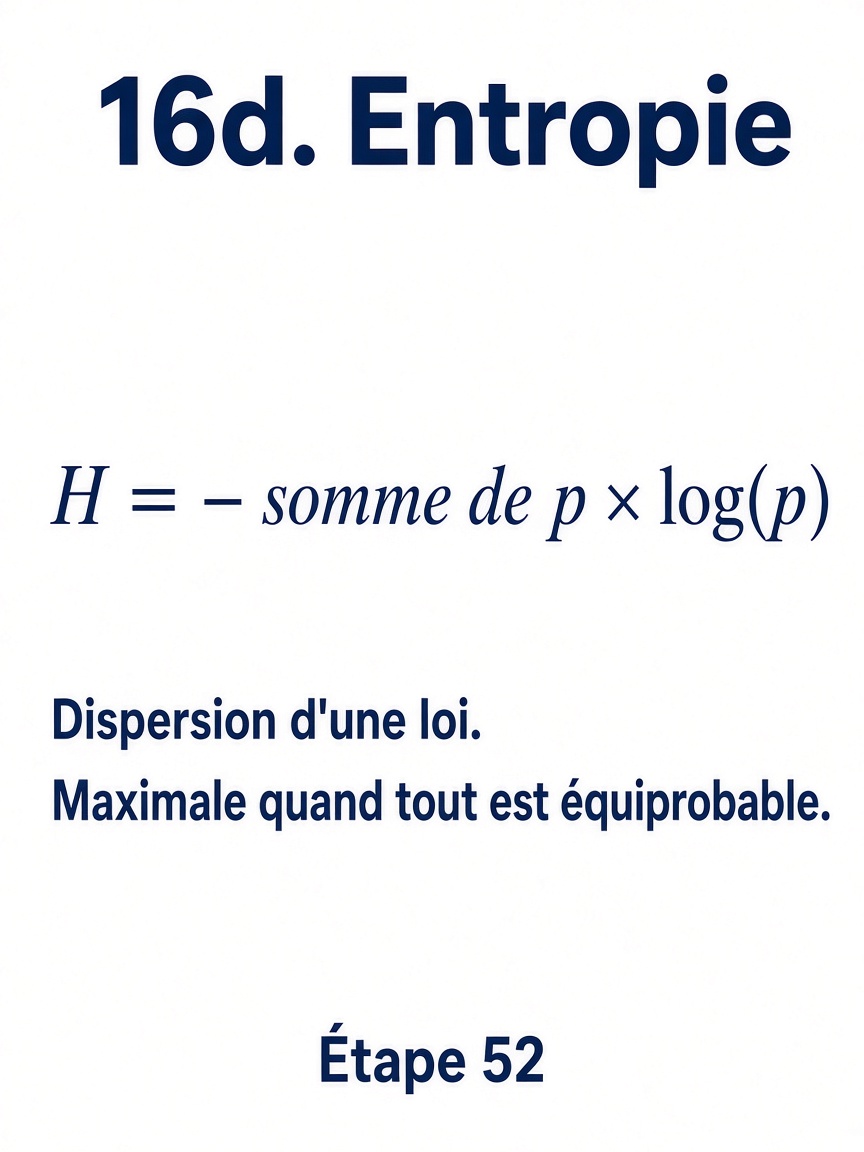 16d. Entropie
H = − somme de p × log(p)
Dispersion d'une loi.
Maximale quand tout est équiprobable.
Étape 52